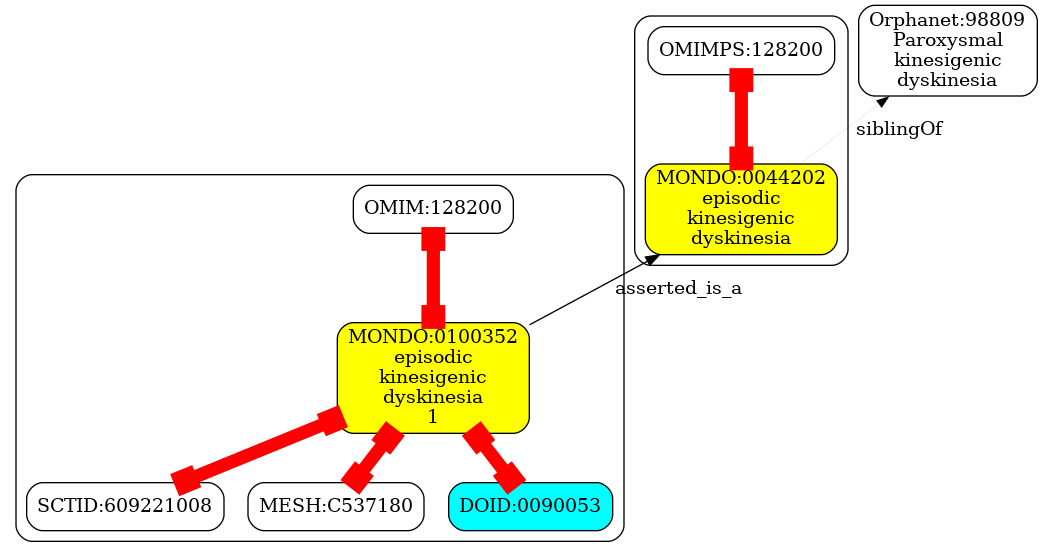 Orphanet:98809
Paroxysmal
kinesigenic
dyskinesia
OMIMPS:128200
siblingOf
MONDO:0044202
episodic
kinesigenic
dyskinesia
OMIM:128200
asserted_is_a
MONDO:0100352
episodic
kinesigenic
dyskinesia
1
SCTID:609221008
MESH:C537180
DOID:0090053